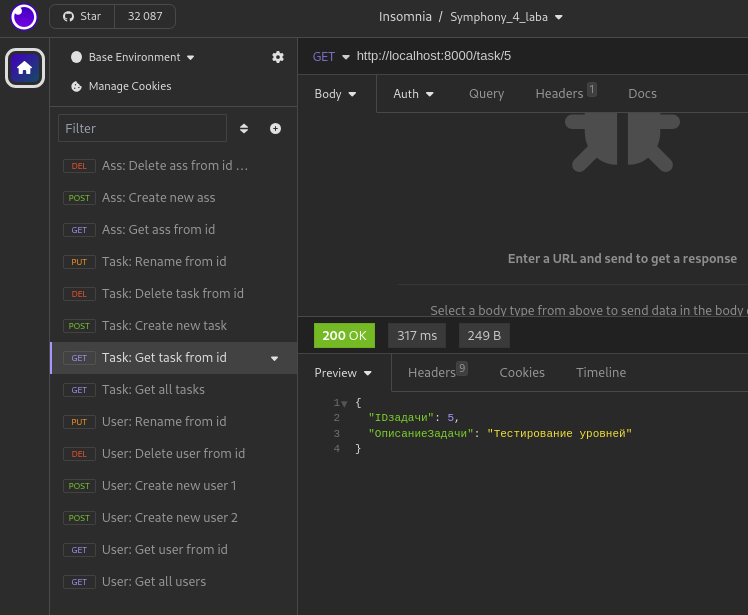 Star 32 087
Insomnia / Symphony_4_laba
Base Environment
Manage Cookies
Filter
DEL Ass: Delete ass from id ...
POST Ass: Create new ass
GET Ass: Get ass from id
PUT Task: Rename from id
DEL Task: Delete task from id
POST Task: Create new task
GET Task: Get task from id
GET Task: Get all tasks
PUT User: Rename from id
DEL User: Delete user from id
POST User: Create new user 1
POST User: Create new user 2
GET User: Get user from id
GET User: Get all users
GET http://localhost:8000/task/5
Body Auth Query Headers 1 Docs
Enter a URL and send to get a response
Select a body type from above to send data in the body
200 OK 317 ms 249 B
Preview Headers 9 Cookies Timeline
1 {
2 "IDзадачи": 5,
3 "ОписаниеЗадачи": "Тестирование уровней"
4 }